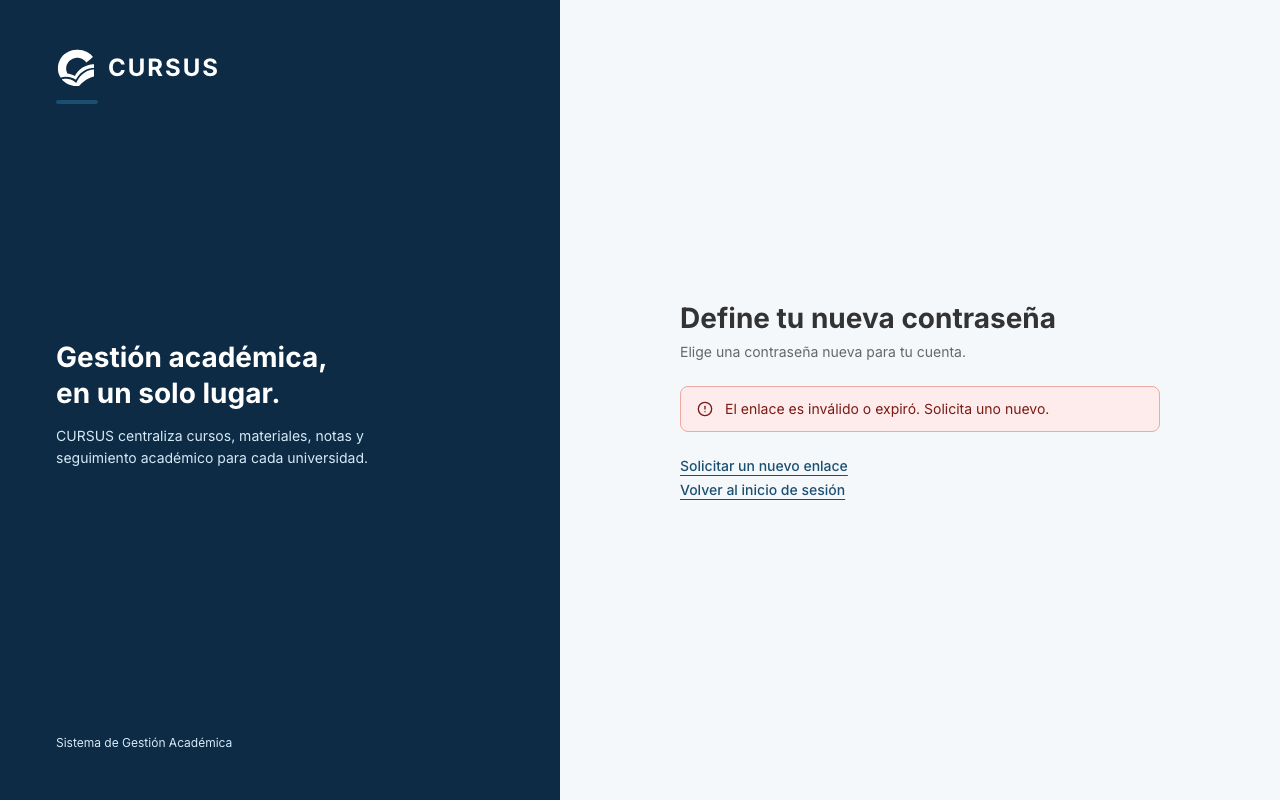 CURSUS
Gestión académica,
en un solo lugar.
CURSUS centraliza cursos, materiales, notas y
seguimiento académico para cada universidad.
Sistema de Gestión Académica
Define tu nueva contraseña
Elige una contraseña nueva para tu cuenta.
El enlace es inválido o expiró. Solicita uno nuevo.
Solicitar un nuevo enlace
Volver al inicio de sesión